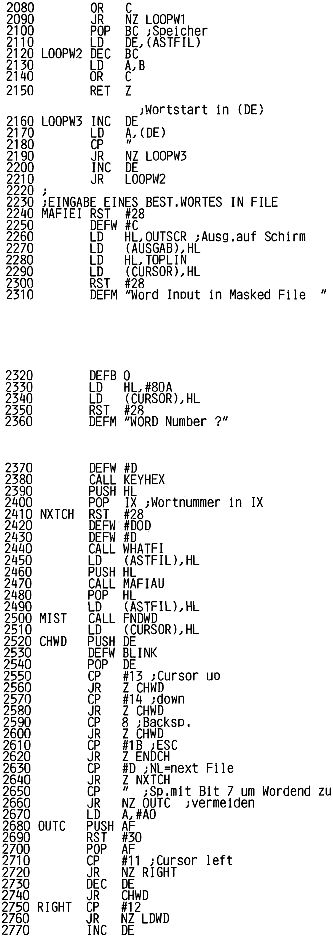 2080 OR C
2090 JR NZ LOOPW1
2100 POP BC ;Speicher
2110 LD DE,(ASTFIL)
2120 LOOPW2 DEC BC
2130 LD A,B
2140 OR C
2150 RET Z
;Wortstart in (DE)
2160 LOOPW3 INC DE
2170 LD A,(DE)
2180 CP "
2190 JR NZ LOOPW3
2200 INC DE
2210 JR LOOPW2
2220 ;
2230 ;EINGABE EINES BEST.WORTES IN FILE
2240 MAFIEI RST #28
2250 DEFW #C
2260 LD HL,OUTSCR ;Ausg.auf Schirm
2270 LD (AUSGAB),HL
2280 LD HL,TOPLIN
2290 LD (CURSOR),HL
2300 RST #28
2310 DEFM "Word Input in Masked File "
2320 DEFB 0
2330 LD HL,#80A
2340 LD (CURSOR),HL
2350 RST #28
2360 DEFM "WORD Number ?"
2370 DEFW #D
2380 CALL KEYHEX
2390 PUSH HL
2400 POP IX ;Wortnummer in IX
2410 NXTCH RST #28
2420 DEFW #D0D
2430 DEFW #D
2440 CALL WHATFI
2450 LD (ASTFIL),HL
2460 PUSH HL
2470 CALL MAFIAU
2480 POP HL
2490 LD (ASTFIL),HL
2500 MIST CALL FNDWD
2510 LD (CURSOR),HL
2520 CHWD PUSH DE
2530 DEFW BLINK
2540 POP DE
2550 CP #13 ;Cursor up
2560 JR Z CHWD
2570 CP #14 ;down
2580 JR Z CHWD
2590 CP 8 ;Backsp.
2600 JR Z CHWD
2610 CP #1B ;ESC
2620 JR Z ENDCH
2630 CP #D ;NL=next File
2640 JR Z NXTCH
2650 CP " ;Sp.mit Bit 7 um Wordend zu
2660 JR NZ OUTC ;vermeiden
2670 LD A,#A0
2680 OUTC PUSH AF
2690 RST #30
2700 POP AF
2710 CP #11 ;Cursor left
2720 JR NZ RIGHT
2730 DEC DE
2740 JR CHWD
2750 RIGHT CP #12
2760 JR NZ LDWD
2770 INC DE